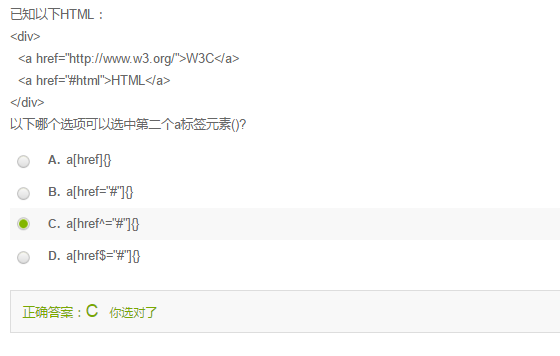 已知以下HTML：
<div>
<a href="http://www.w3.org/">W3C</a>
<a href="#html">HTML</a>
</div>
以下哪个选项可以选中第二个a标签元素()?
A. a[href]{}
B. a[href="#"]{}
C. a[href^="#"]{}
D. a[href$="#"]{}
正确答案：C 你选对了